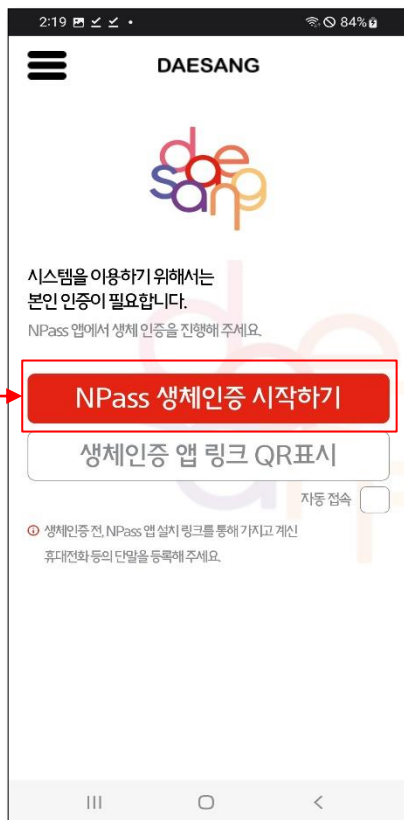 2:19
84%
DAESANG
daesang
시스템을 이용하기 위해서는
본인 인증이 필요합니다.
NPass 앱에서 생체 인증을 진행해 주세요.
NPass 생체인증 시작하기
생체인증 앱 링크 QR표시
자동 접속
생체인증 전, NPass 앱 설치 링크를 통해 가지고 계신
휴대전화 등의 단말을 등록해 주세요.